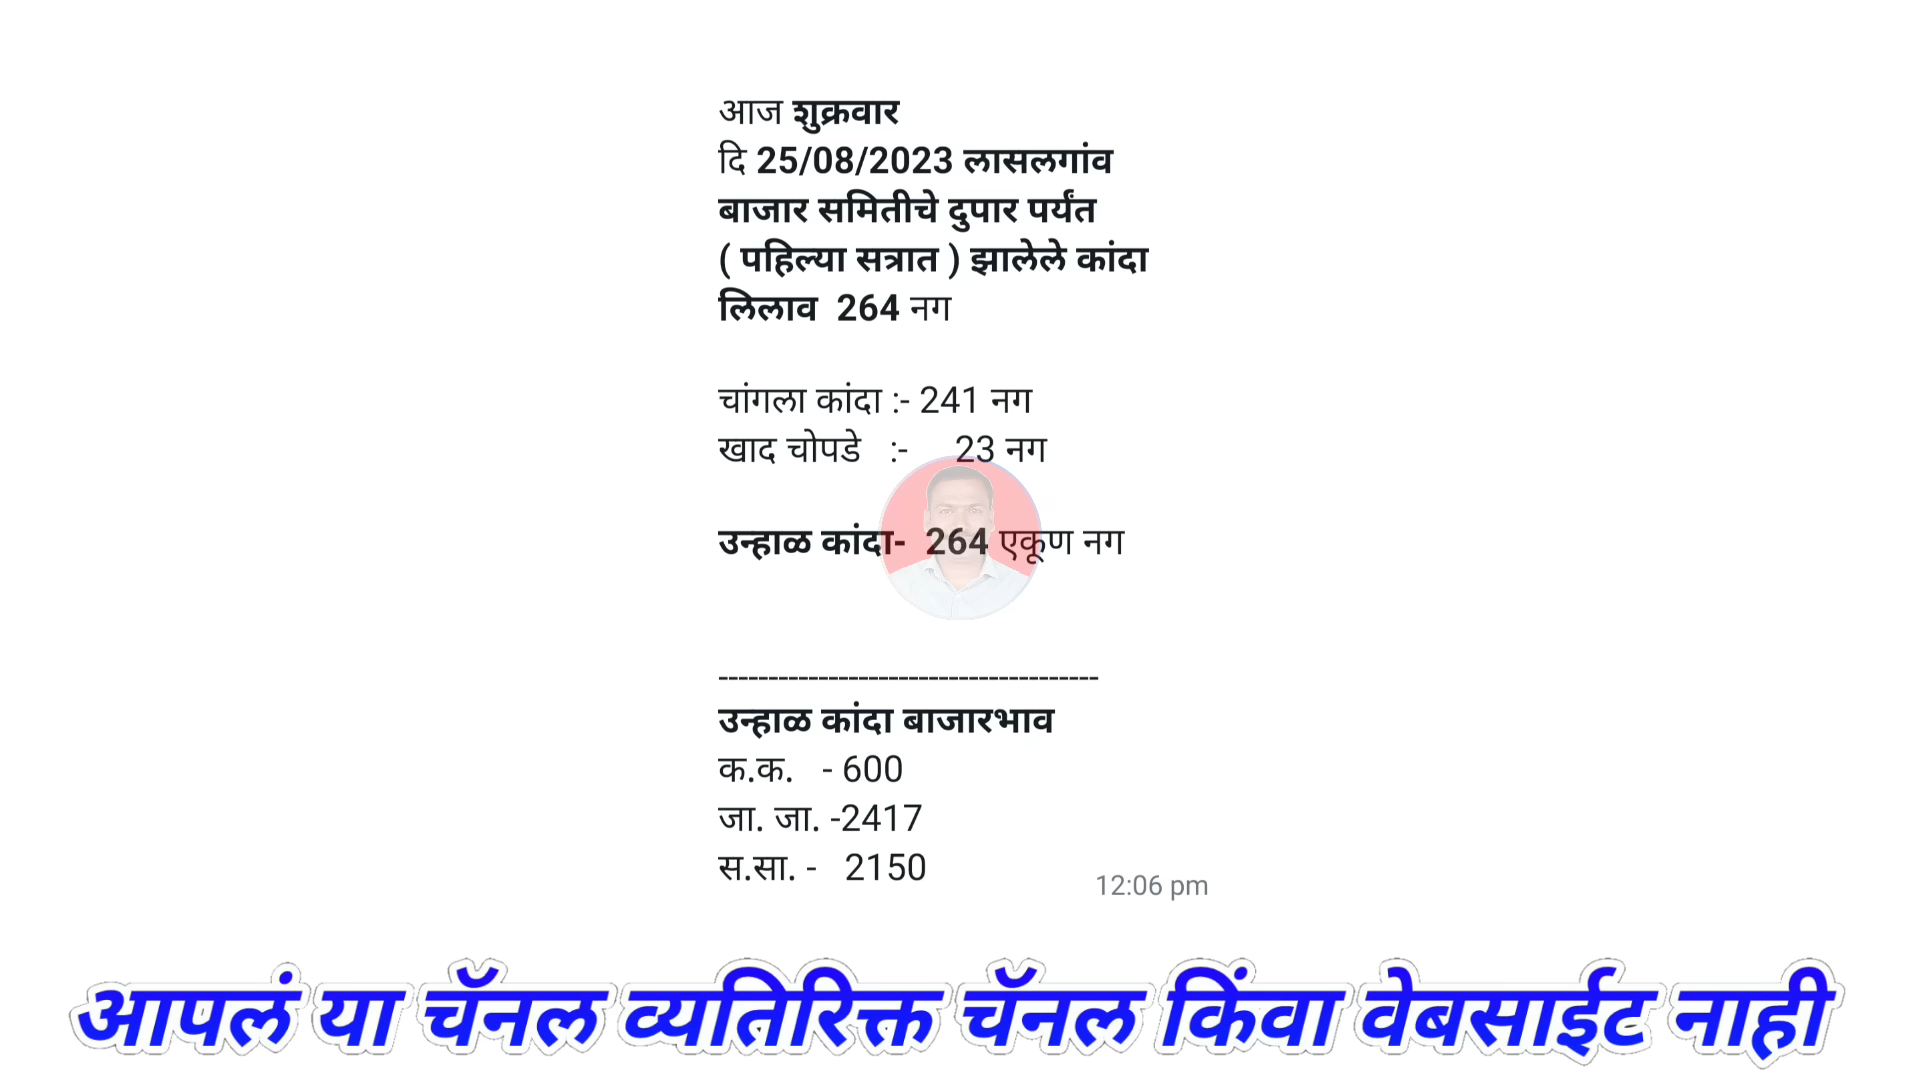 आज शुक्रवार
दि 25/08/2023 लासलगांव
बाजार समितीचे दुपार पर्यंत
( पहिल्या सत्रात ) झालेले कांदा
लिलाव 264 नग
चांगला कांदा :- 241 नग
खाद चोपडे :- 23 नग
उन्हाळ कांदा- 264 एकूण नग
--------------------------------------
उन्हाळ कांदा बाजारभाव
क.क. - 600
जा. जा. -2417
स.सा. - 2150
12:06 pm
आपलं या चॅनल व्यतिरिक्त चॅनल किंवा वेबसाईट नाही